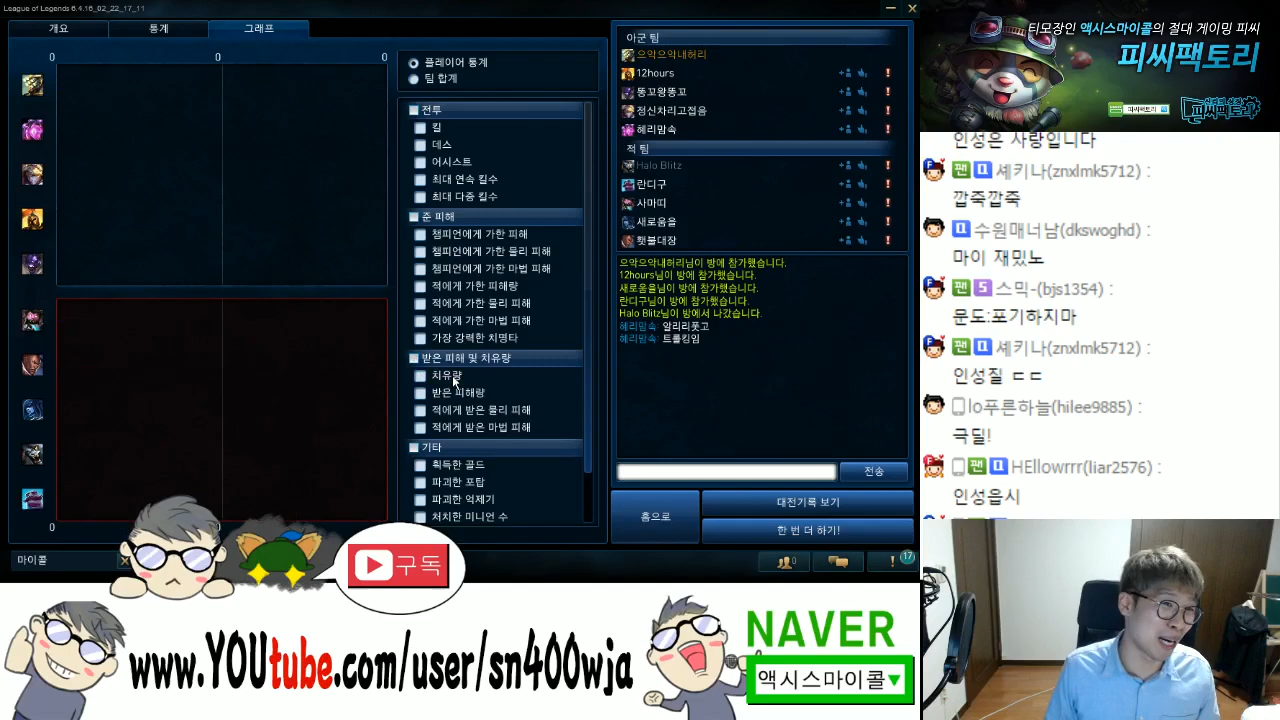 League of Legends 6.4.16_02_22_17_11
개요
통계
그래프
0
0
0
플레이어 통계
팀 합계
전투
킬
데스
어시스트
최대 연속 킬수
최대 다중 킬수
준 피해
챔피언에게 가한 피해
챔피언에게 가한 물리 피해
챔피언에게 가한 마법 피해
적에게 가한 피해량
적에게 가한 물리 피해
적에게 가한 마법 피해
가장 강력한 치명타
받은 피해 및 치유량
치유량
받은 피해량
적에게 받은 물리 피해
적에게 받은 마법 피해
기타
획득한 골드
파괴한 포탑
파괴한 억제기
처치한 미니언 수
0
0
아군 팀
으악으악내허리
12hours
똥꼬왕똥꼬
정신차리고접음
헤리맘속
적 팀
Halo Blitz
란디구
사마띠
새로움을
횃불대장
으악으악내허리님이 방에 참가했습니다.
12hours님이 방에 참가했습니다.
새로움을님이 방에 참가했습니다.
란디구님이 방에 참가했습니다.
Halo Blitz님이 방에서 나갔습니다.
헤리맘속: 알리리폿고
헤리맘속: 트롤킹임
전송
홈으로
대전기록 보기
한 번 더 하기!
마이콜
0
17
구독
www.YOUtube.com/user/sn400wja
NAVER
액시스마이콜
티모장인 액시스마이콜의 절대 게이밍 피씨
피씨팩토리
피씨팩토리
피씨팩토리
인성은 사랑입니다
팬 셰키나(znxlmk5712) :
깝죽깝죽
수원매너남(dkswoghd) :
마이 재밌노
팬 S 스믹-(bjs1354) :
문도:포기하지마
팬 셰키나(znxlmk5712) :
인성질 ㄷㄷ
lo푸른하늘(hilee9885) :
극딜!
팬 HEllowrrr(liar2576) :
인성읍시